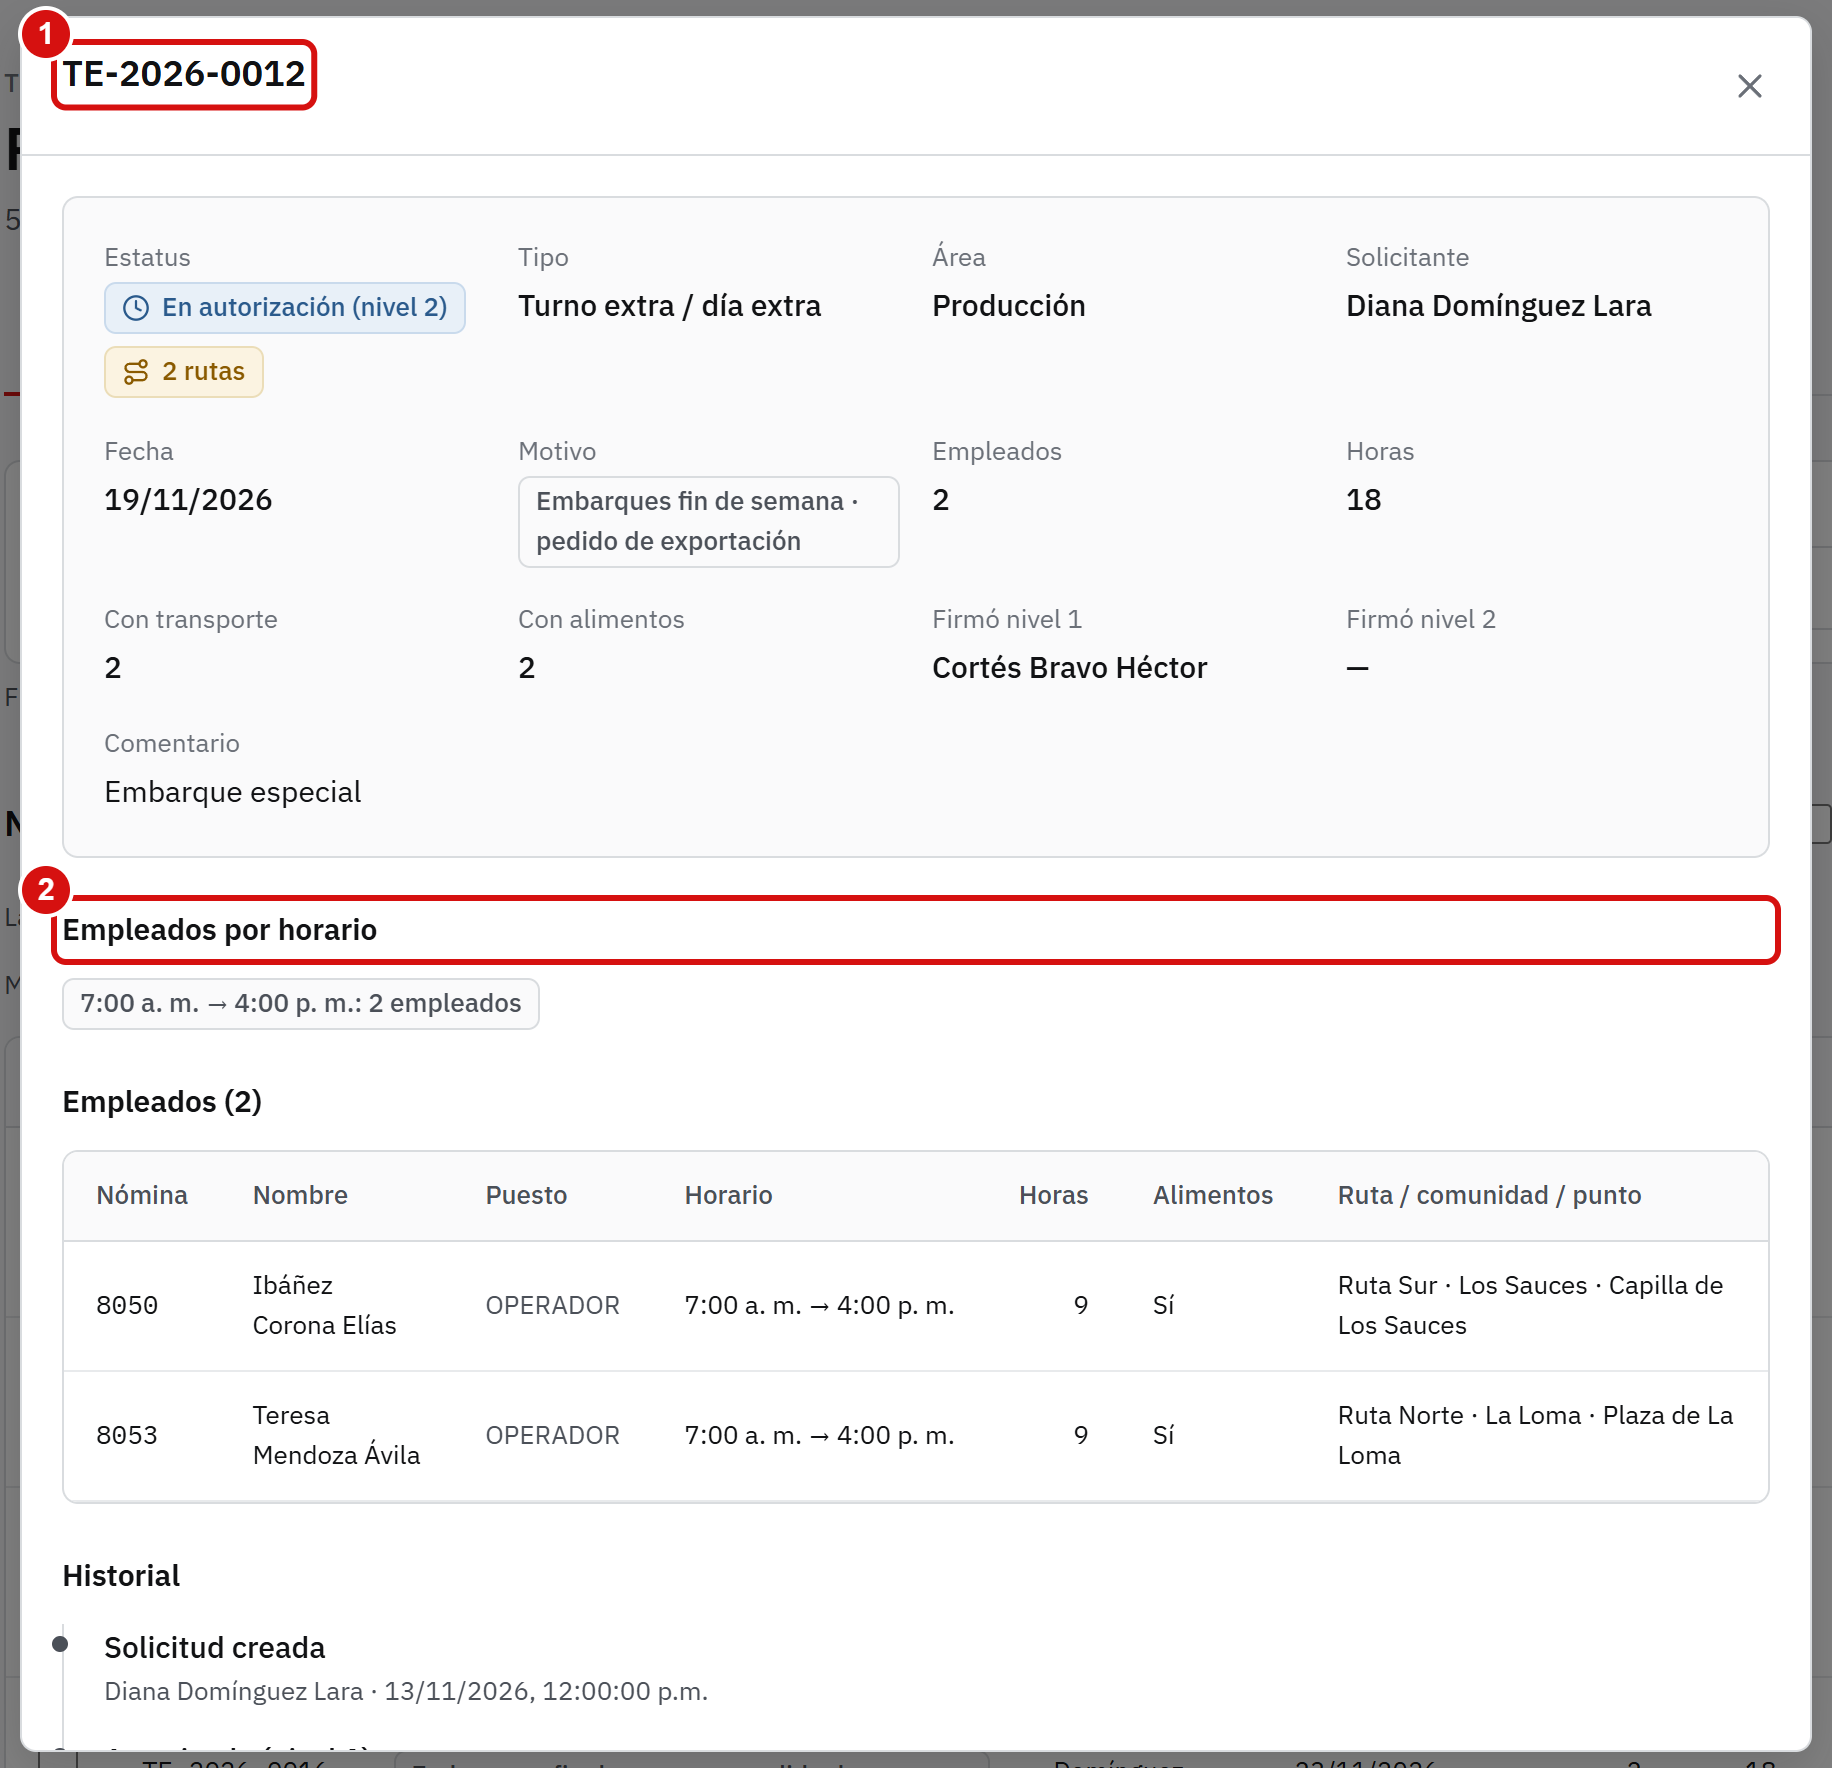 1
TE-2026-0012
Estatus
Tipo
Área
Solicitante
En autorización (nivel 2)
Turno extra / día extra
Producción
Diana Domínguez Lara
2 rutas
Fecha
Motivo
Empleados
Horas
19/11/2026
Embarques fin de semana ·
pedido de exportación
2
18
Con transporte
Con alimentos
Firmó nivel 1
Firmó nivel 2
2
2
Cortés Bravo Héctor
—
Comentario
Embarque especial
2
Empleados por horario
7:00 a. m. → 4:00 p. m.: 2 empleados
Empleados (2)
Nómina Nombre Puesto Horario Horas Alimentos Ruta / comunidad / punto
8050 Ibáñez Corona Elías OPERADOR 7:00 a. m. → 4:00 p. m. 9 Sí Ruta Sur · Los Sauces · Capilla de Los Sauces
8053 Teresa Mendoza Ávila OPERADOR 7:00 a. m. → 4:00 p. m. 9 Sí Ruta Norte · La Loma · Plaza de La Loma
Historial
Solicitud creada
Diana Domínguez Lara · 13/11/2026, 12:00:00 p.m.